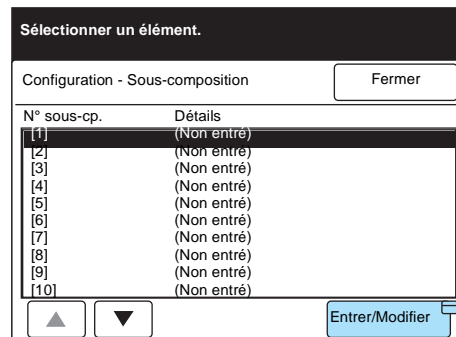 Sélectionner un élément.
Configuration - Sous-composition Fermer
N° sous-cp. Détails
[1] (Non entré)
[2] (Non entré)
[3] (Non entré)
[4] (Non entré)
[5] (Non entré)
[6] (Non entré)
[7] (Non entré)
[8] (Non entré)
[9] (Non entré)
[10] (Non entré)
Entrer/Modifier